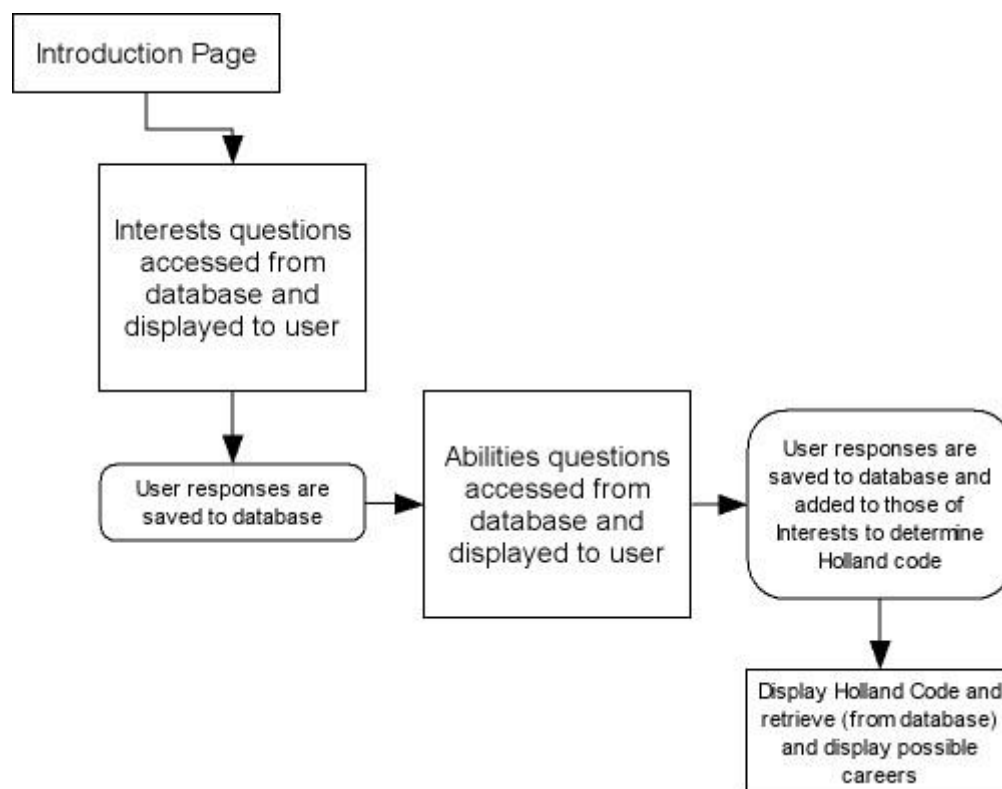 Introduction Page
Interests questions
accessed from
database and
displayed to user
User responses are
saved to database
Abilities questions
accessed from
database and
displayed to user
User responses are
saved to database and
added to those of
Interests to determine
Holland code
Display Holland Code and
retrieve (from database)
and display possible
careers